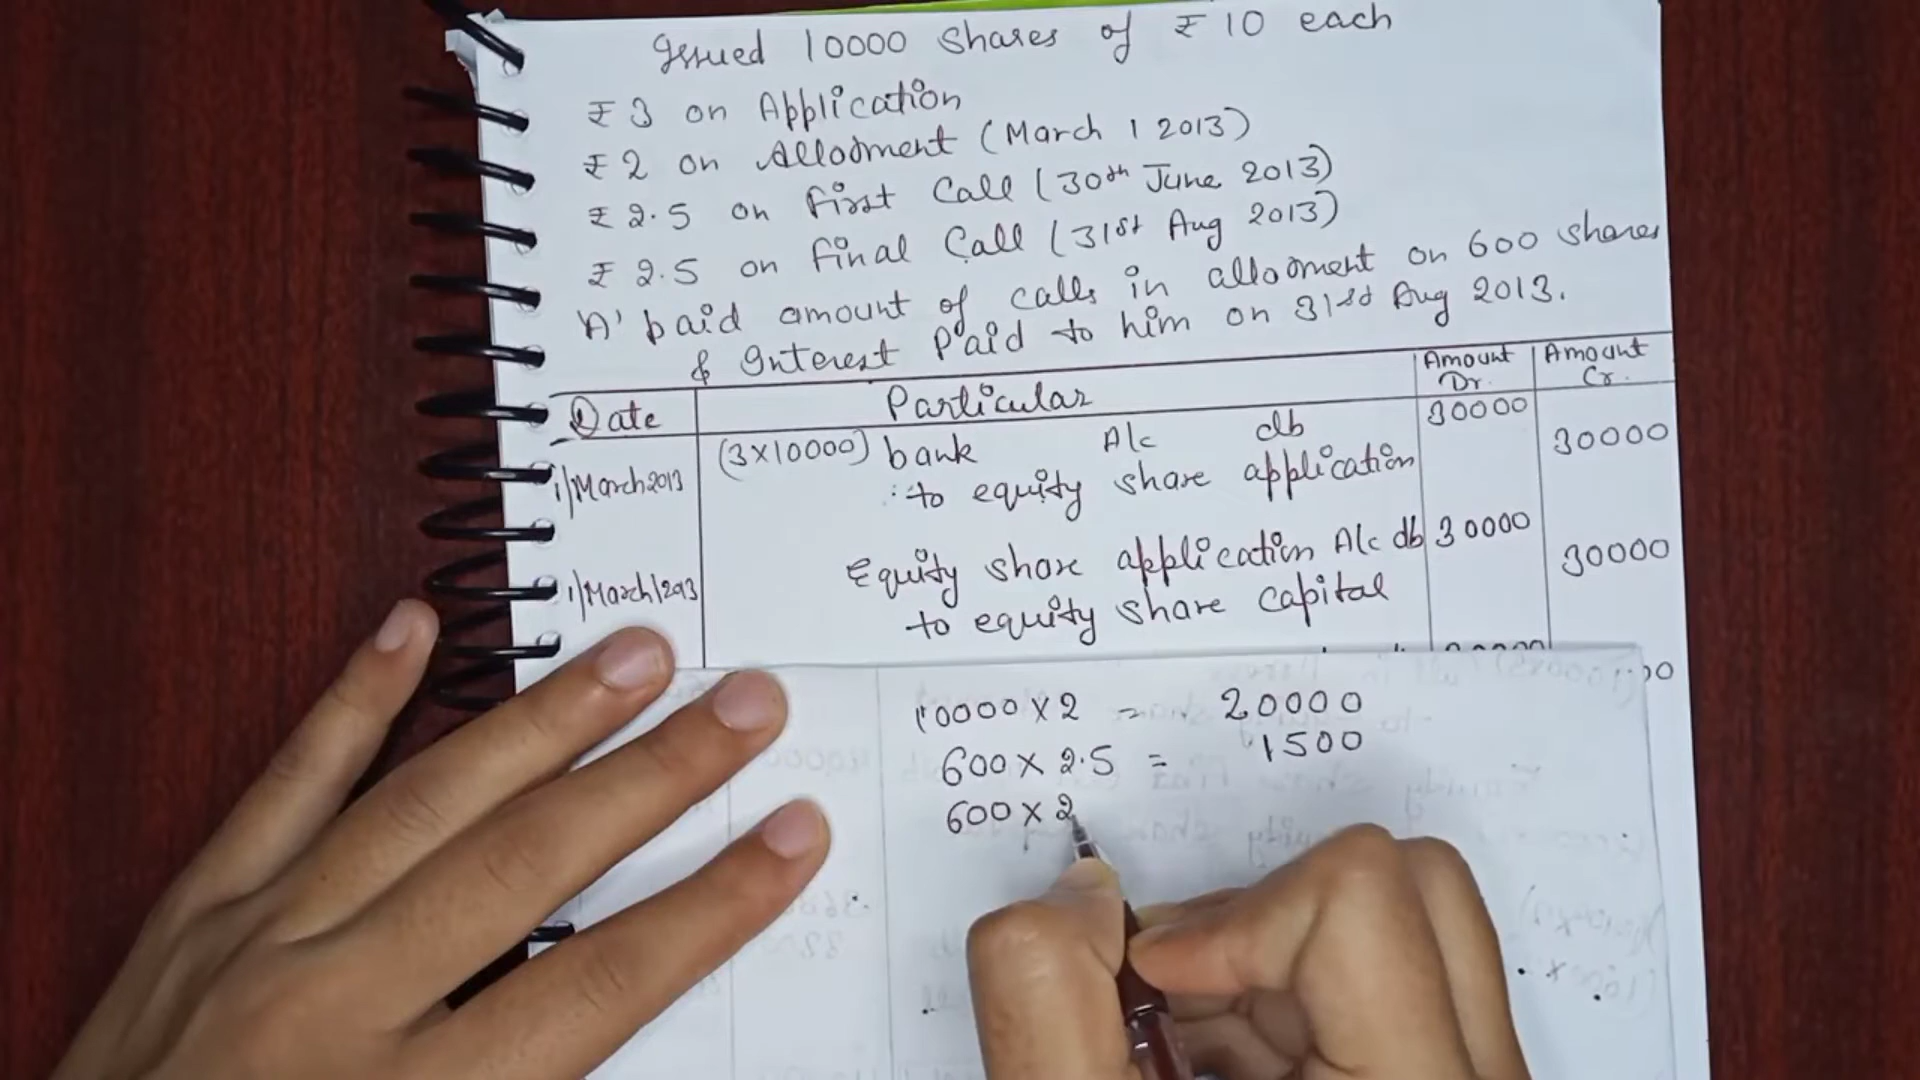 Issued 10000 shares of ₹ 10 each
₹ 3 on Application
₹ 2 on Allotment (March 1 2013)
₹ 2.5 on first Call (30th June 2013)
₹ 2.5 on final Call (31st Aug 2013)
'A' paid amount of calls in allotment on 600 shares
& Interest Paid to him on 31st Aug 2013.
Date Particular Amount Dr. Amount Cr.
1/March2013 (3x10000) bank A/c db 30000
to equity share application 30000
1/March/2013 Equity share application A/c db 30000
to equity share capital 30000
10000 x 2 = 20000
600 x 2.5 = 1500
600 x 2